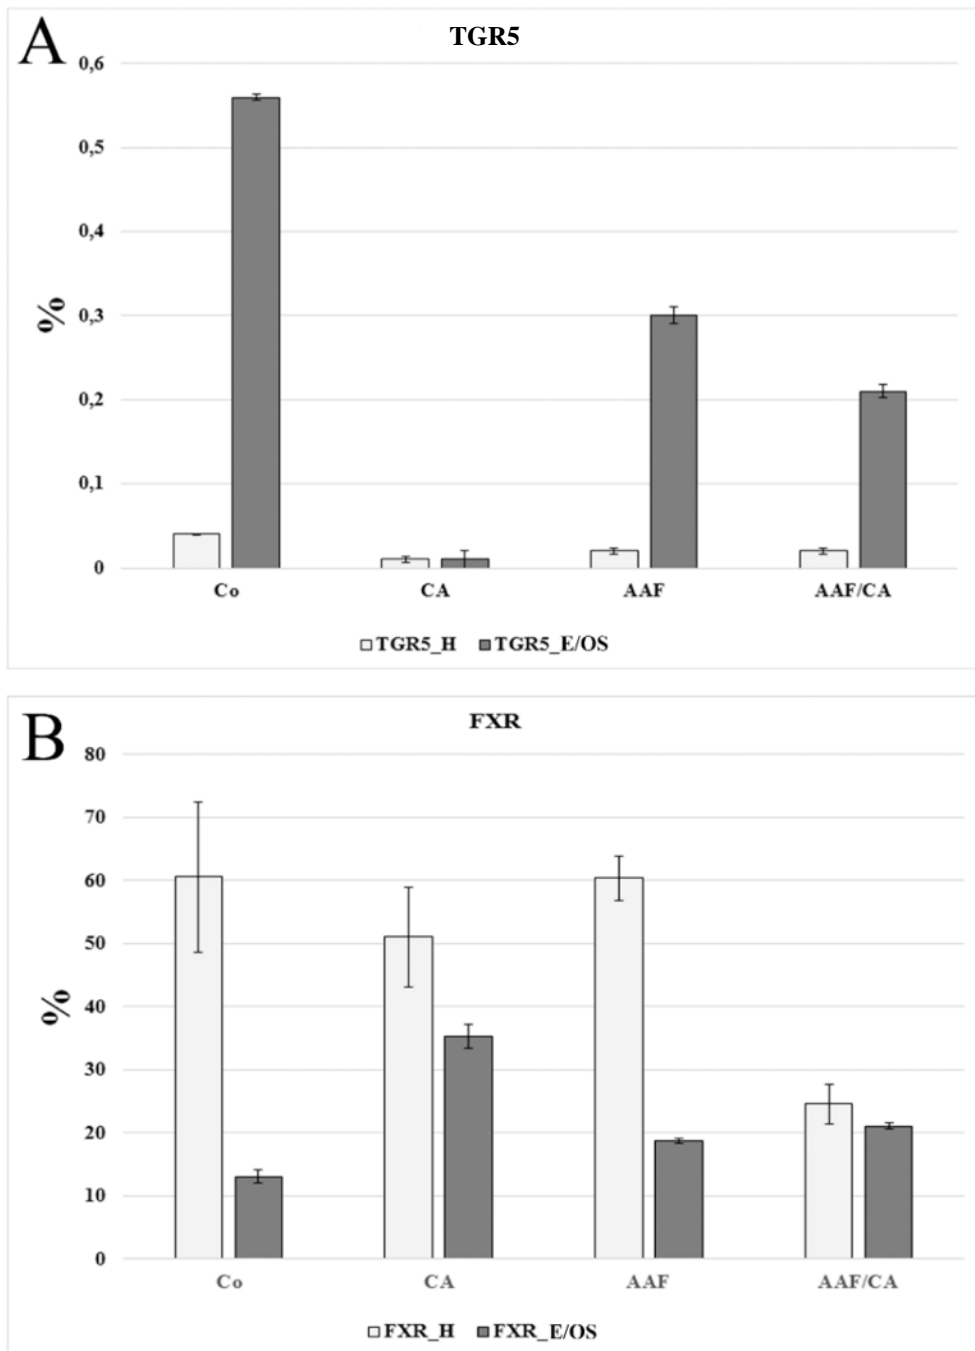 A
TGR5
0,6
0,5
0,4
0,3
0,2
0,1
0
%
Co CA AAF AAF/CA
TGR5_H TGR5_E/OS
B
FXR
80
70
60
50
40
30
20
10
0
%
Co CA AAF AAF/CA
FXR_H FXR_E/OS